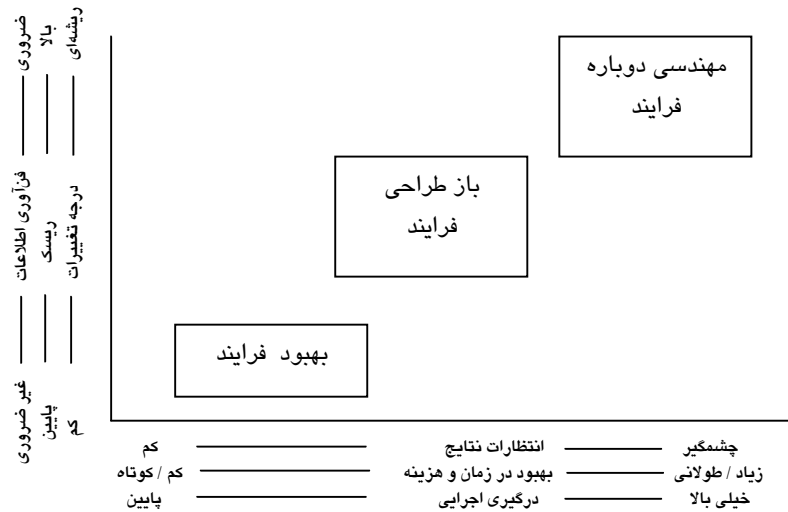 مهندسی دوباره
فرایند
باز طراحی
فرایند
بهبود فرایند
ضروری
فن‌آوری اطلاعات
غیر ضروری
بالا
ریسک
پایین
ریشه‌ای
درجه تغییرات
کم
چشمگیر انتظارات نتایج کم
زیاد / طولانی بهبود در زمان و هزینه کم / کوتاه
خیلی بالا درگیری اجرایی پایین